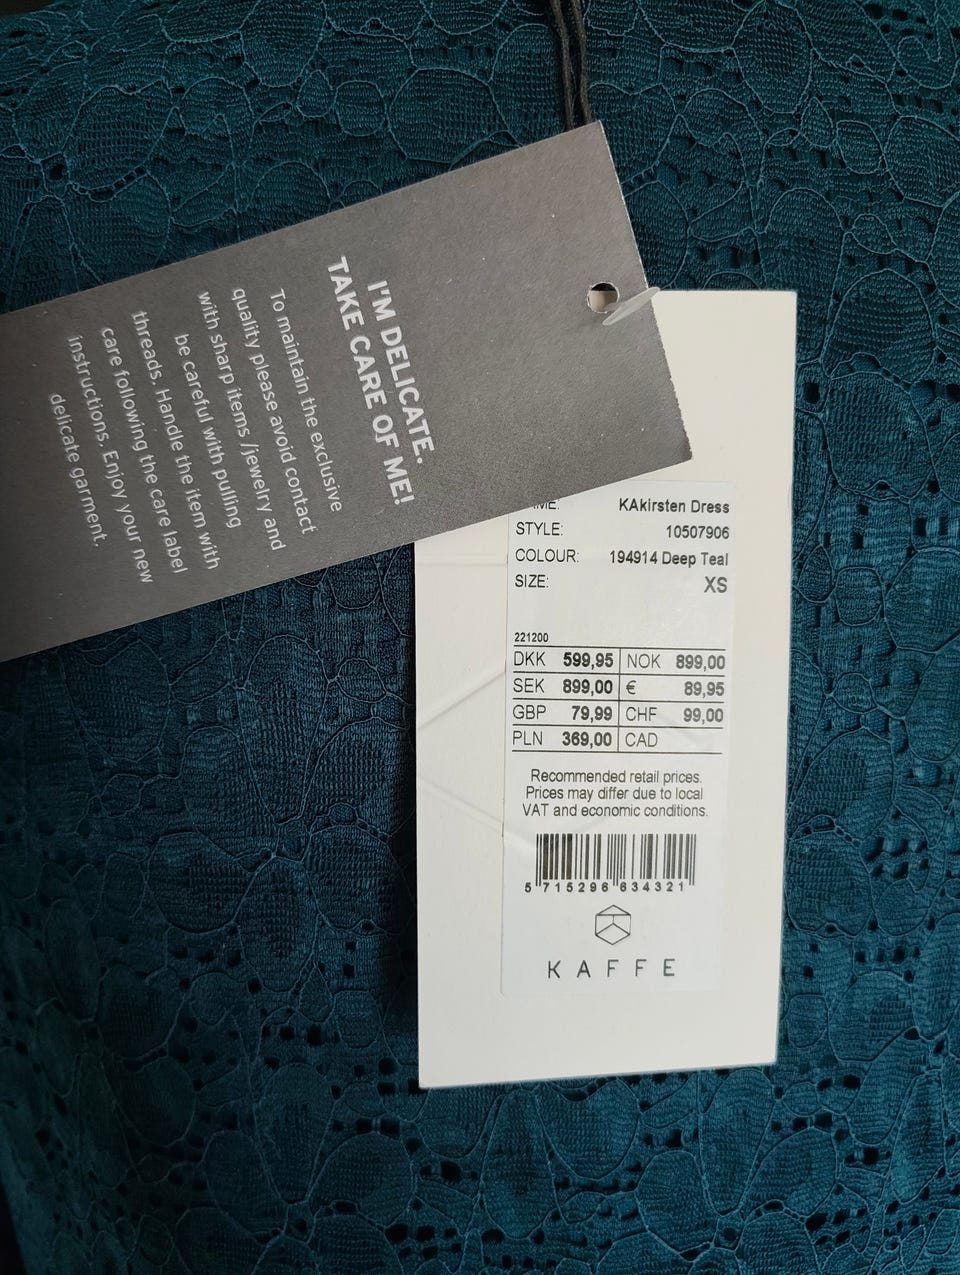 I'M DELICATE.
TAKE CARE OF ME!
To maintain the exclusive
quality please avoid contact
with sharp items /jewelry and
be careful with pulling
threads. Handle the item with
care following the care label
instructions. Enjoy your new
delicate garment.
KAkirsten Dress
STYLE: 10507906
COLOUR: 194914 Deep Teal
SIZE: XS
221200
DKK 599,95 NOK 899,00
SEK 899,00 € 89,95
GBP 79,99 CHF 99,00
PLN 369,00 CAD
Recommended retail prices.
Prices may differ due to local
VAT and economic conditions.
5 715296 634321
KAFFE